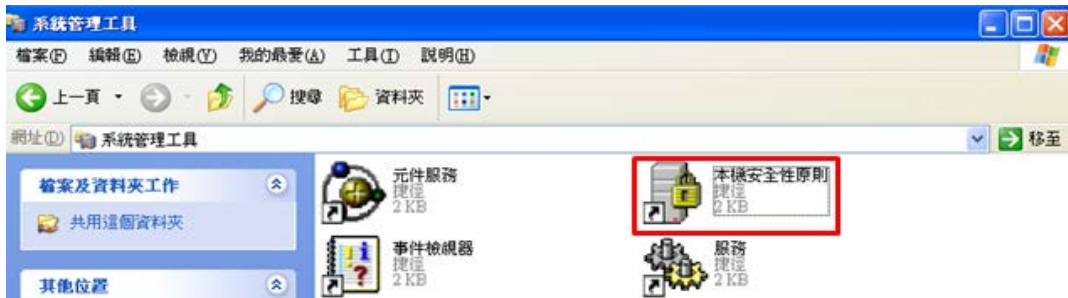 系統管理工具
檔案(F) 編輯(E) 檢視(V) 我的最愛(A) 工具(T) 說明(H)
上一頁 搜尋 資料夾
網址(D) 系統管理工具 移至
檔案及資料夾工作
共用這個資料夾
其他位置
元件服務
捷徑
2 KB
本機安全性原則
捷徑
2 KB
事件檢視器
捷徑
2 KB
服務
捷徑
2 KB